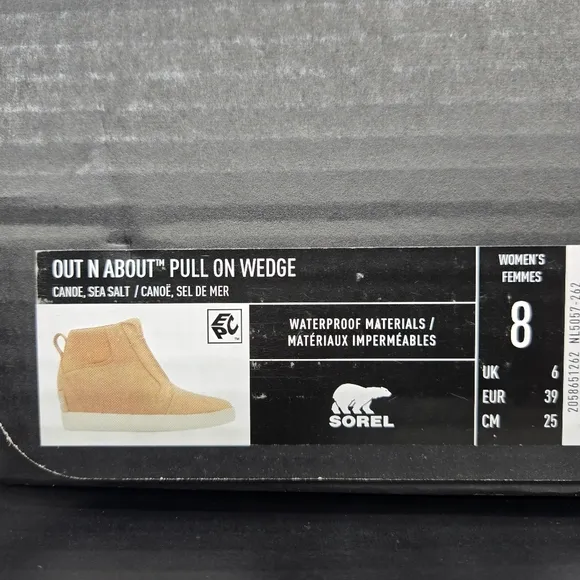 OUT N ABOUT™ PULL ON WEDGE
CANOE, SEA SALT / CANOË, SEL DE MER
EPC™
WATERPROOF MATERIALS /
MATÉRIAUX IMPERMÉABLES
SOREL
WOMEN'S
FEMMES
8
UK 6
EUR 39
CM 25
2058651262 NL5057-262